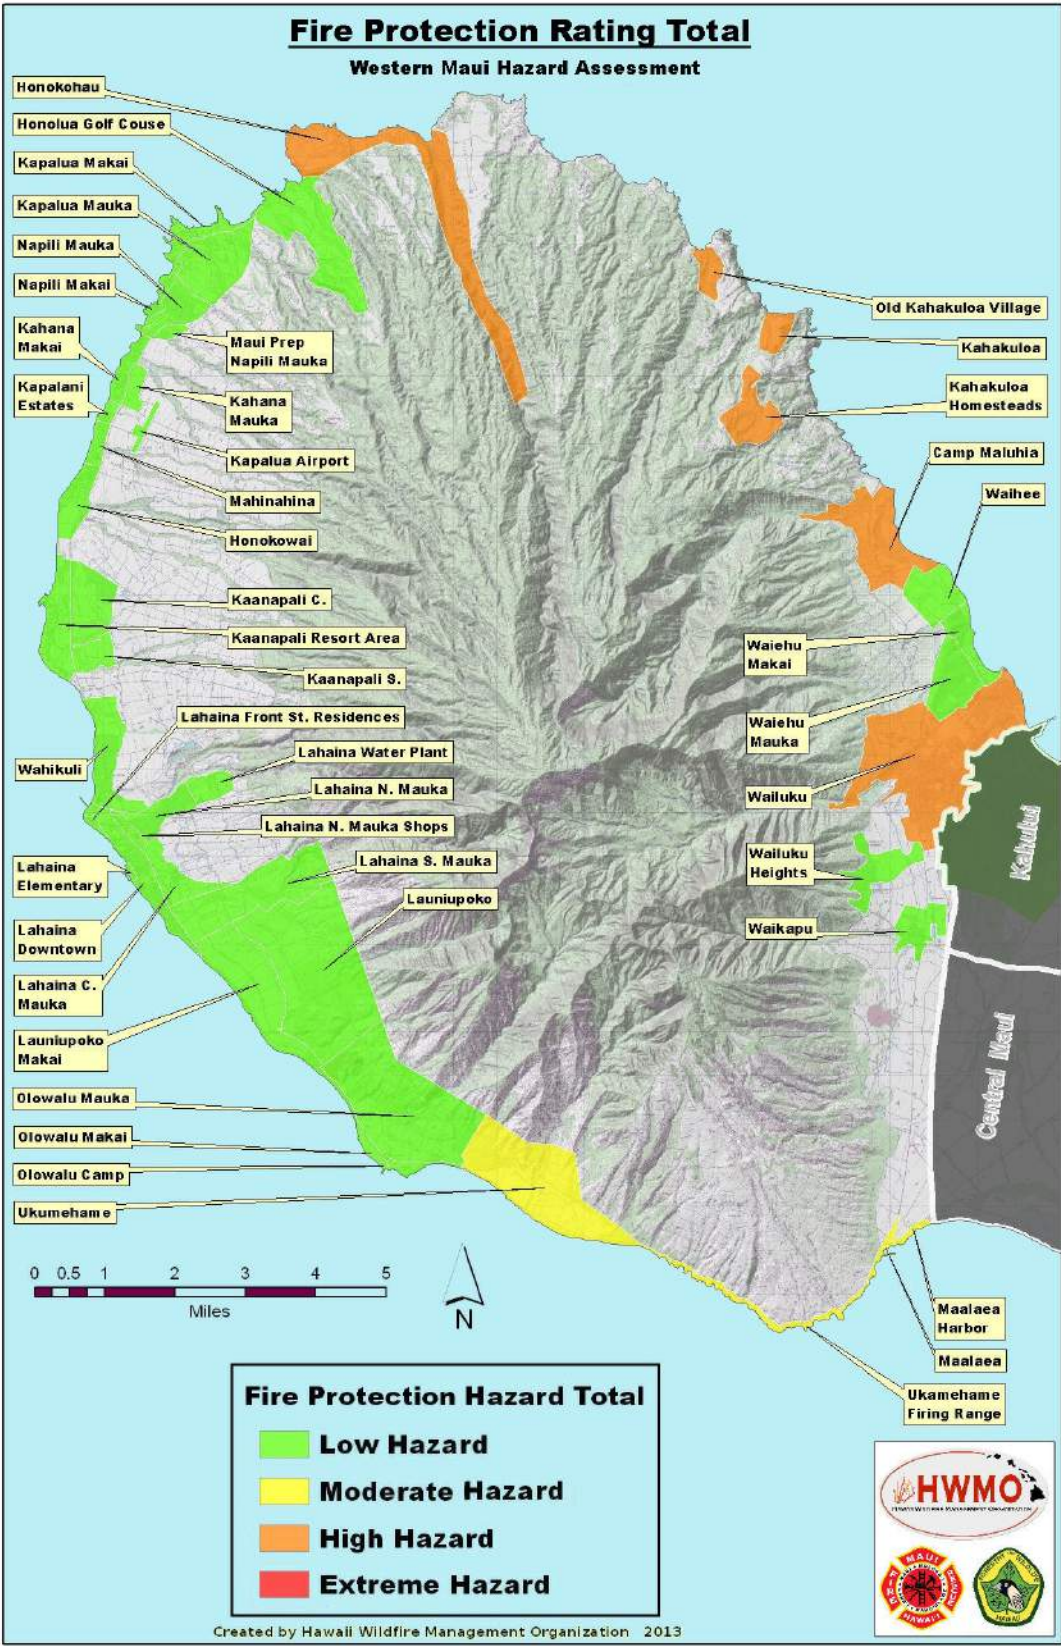 Fire Protection Rating Total
Western Maui Hazard Assessment
Honokohau
Honolua Golf Couse
Kapalua Makai
Kapalua Mauka
Napili Mauka
Napili Makai
Kahana
Makai
Kapalani
Estates
Maui Prep
Napili Mauka
Kahana
Mauka
Kapalua Airport
Mahinahina
Honokowai
Kaanapali C.
Kaanapali Resort Area
Kaanapali S.
Lahaina Front St. Residences
Lahaina Water Plant
Wahikuli
Lahaina N. Mauka
Lahaina N. Mauka Shops
Lahaina S. Mauka
Lahaina
Elementary
Launiupoko
Lahaina
Downtown
Lahaina C.
Mauka
Launiupoko
Makai
Olowalu Mauka
Olowalu Makai
Olowalu Camp
Ukumehame
Old Kahakuloa Village
Kahakuloa
Kahakuloa
Homesteads
Camp Maluhia
Waihee
Waiehu
Makai
Waiehu
Mauka
Wailuku
Wailuku
Heights
Waikapu
Kahului
Central Maui
Maalaea
Harbor
Maalaea
Ukamehame
Firing Range
0 0.5 1 2 3 4 5
Miles
N
Fire Protection Hazard Total
Low Hazard
Moderate Hazard
High Hazard
Extreme Hazard
HWMO
MAUI
FIRE
HAWAII
Created by Hawaii Wildfire Management Organization 2013